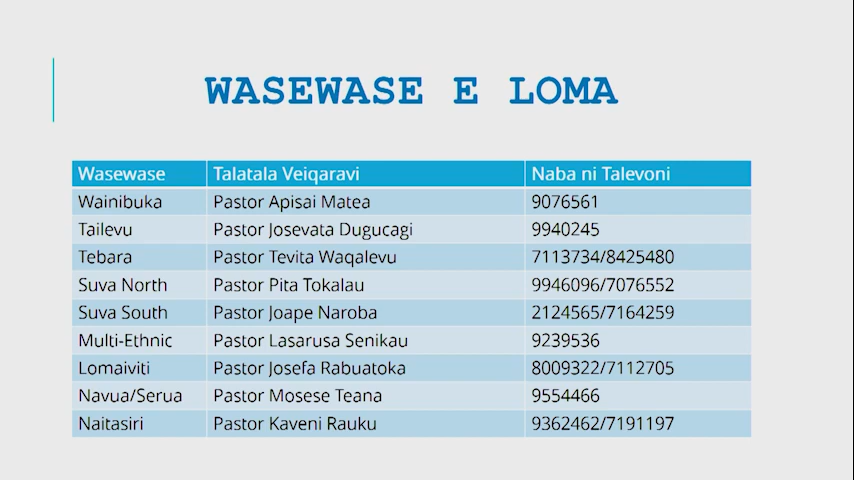 WASEWASE E LOMA
Wasewase Talatala Veiqaravi Naba ni Talevoni
Wainibuka Pastor Apisai Matea 9076561
Tailevu Pastor Josevata Dugucagi 9940245
Tebara Pastor Tevita Waqalevu 7113734/8425480
Suva North Pastor Pita Tokalau 9946096/7076552
Suva South Pastor Joape Naroba 2124565/7164259
Multi-Ethnic Pastor Lasarusa Senikau 9239536
Lomaiviti Pastor Josefa Rabuatoka 8009322/7112705
Navua/Serua Pastor Mosese Teana 9554466
Naitasiri Pastor Kaveni Rauku 9362462/7191197